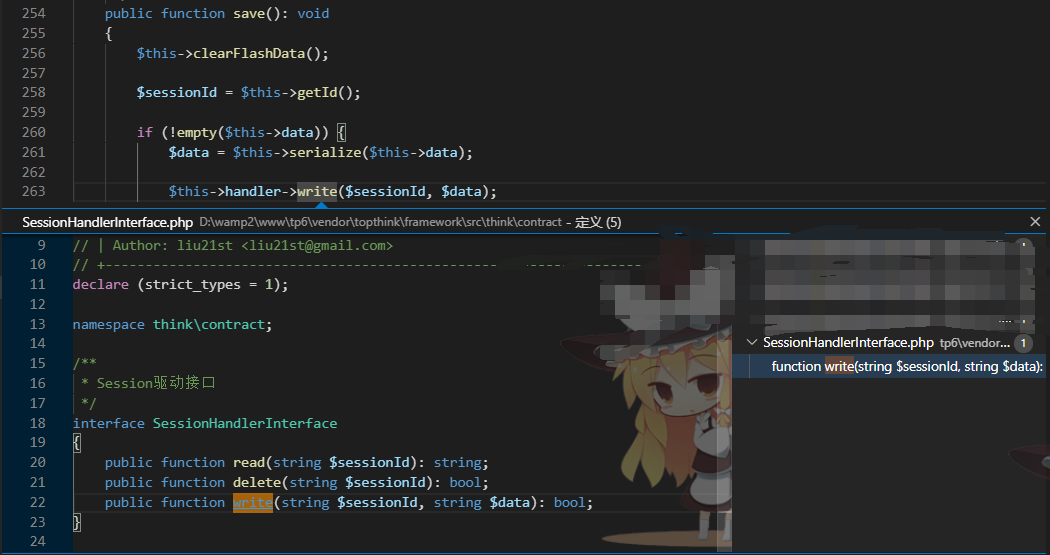 254 public function save(): void
255 {
256 $this->clearFlashData();
257
258 $sessionId = $this->getId();
259
260 if (!empty($this->data)) {
261 $data = $this->serialize($this->data);
262
263 $this->handler->write($sessionId, $data);
SessionHandlerInterface.php D:\wamp2\www\tp6\vendor\topthink\framework\src\think\contract - 定义 (5)
9 // | Author: liu21st <liu21st@gmail.com>
10 // +----------------------------------------------------------------------
11 declare (strict_types = 1);
12
13 namespace think\contract;
14
15 /**
16 * Session驱动接口
17 */
18 interface SessionHandlerInterface
19 {
20 public function read(string $sessionId): string;
21 public function delete(string $sessionId): bool;
22 public function write(string $sessionId, string $data): bool;
23 }
24
SessionHandlerInterface.php tp6\vendor... 1
function write(string $sessionId, string $data):